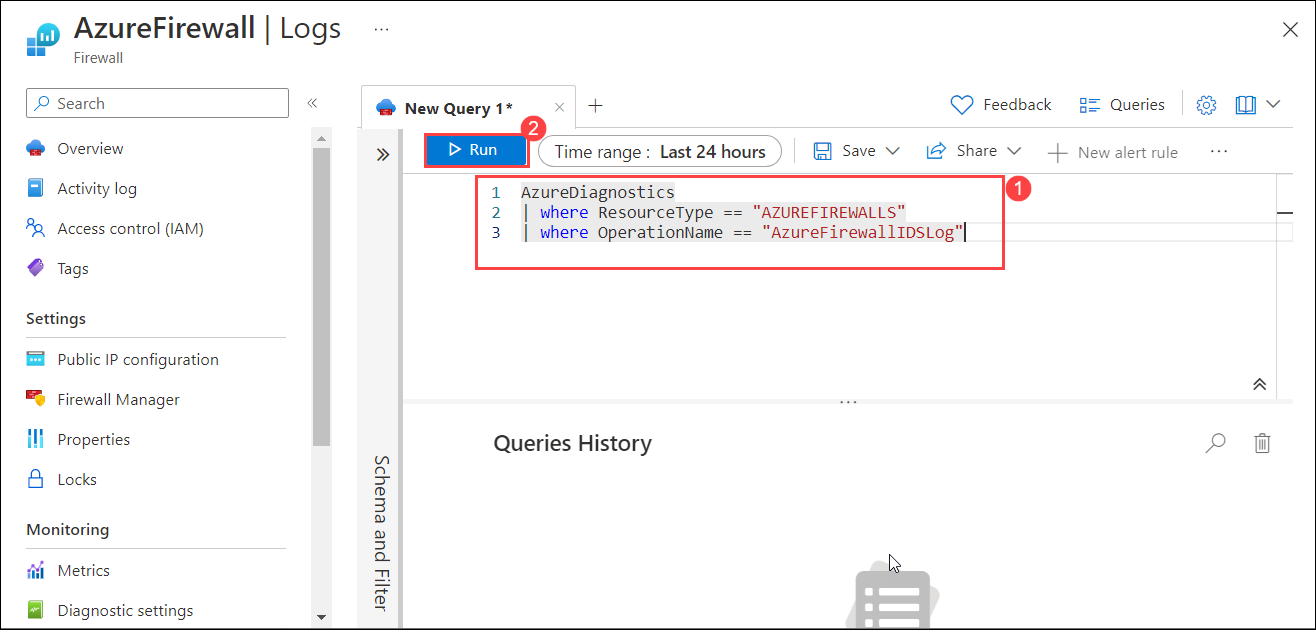 AzureFirewall | Logs ...
Firewall
Search
«
Overview
Activity log
Access control (IAM)
Tags
Settings
Public IP configuration
Firewall Manager
Properties
Locks
Monitoring
Metrics
Diagnostic settings
New Query 1*
Feedback
Queries
2
Run
Time range : Last 24 hours
Save
Share
New alert rule
...
1
1 AzureDiagnostics
2 | where ResourceType == "AZUREFIREWALLS"
3 | where OperationName == "AzureFirewallIDSLog"
Schema and Filter
Queries History